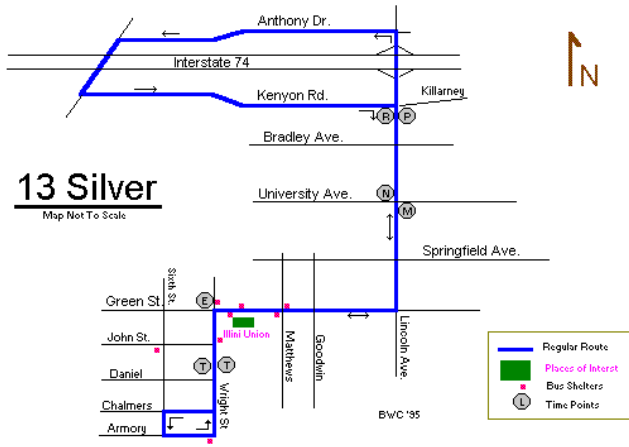 Anthony Dr.
Interstate 74
N
Kenyon Rd.
Killarney
R P
Bradley Ave.
13 Silver
Map Not To Scale
University Ave.
N
M
Springfield Ave.
Sixth St.
Green St.
E
Illini Union
John St.
Matthews
Goodwin
Lincoln Ave.
T T
Daniel
Wright St
Chalmers
Armory
BWC '95
Regular Route
Places of Interst
Bus Shelters
L Time Points